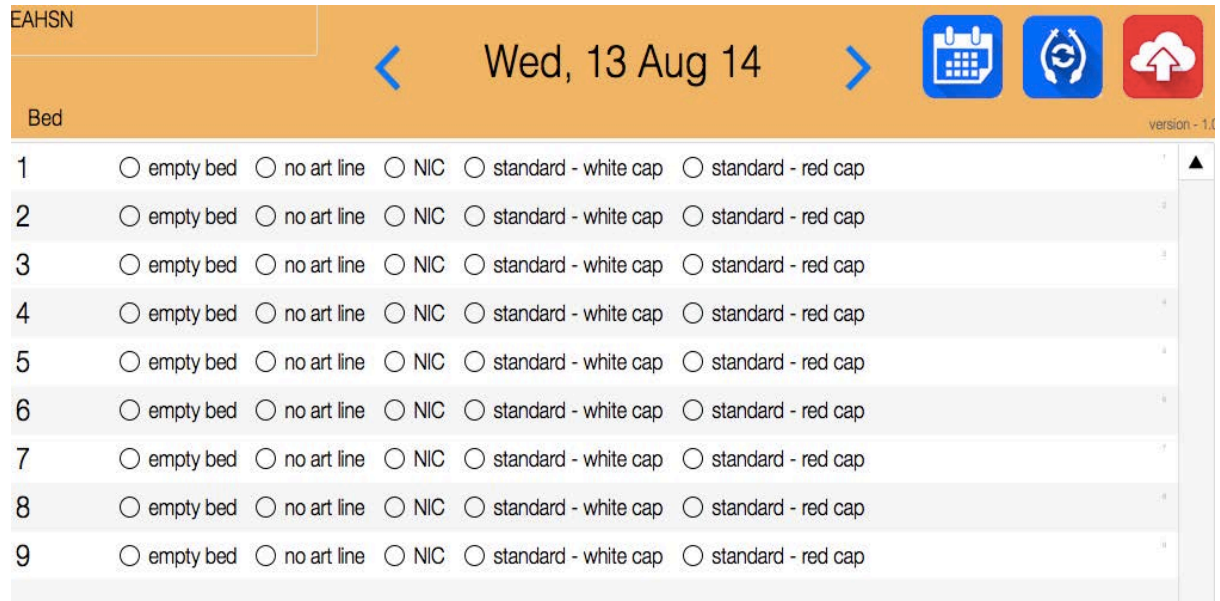 EAHSN
Wed, 13 Aug 14
Bed
version - 1.0
1 empty bed no art line NIC standard - white cap standard - red cap
2 empty bed no art line NIC standard - white cap standard - red cap
3 empty bed no art line NIC standard - white cap standard - red cap
4 empty bed no art line NIC standard - white cap standard - red cap
5 empty bed no art line NIC standard - white cap standard - red cap
6 empty bed no art line NIC standard - white cap standard - red cap
7 empty bed no art line NIC standard - white cap standard - red cap
8 empty bed no art line NIC standard - white cap standard - red cap
9 empty bed no art line NIC standard - white cap standard - red cap